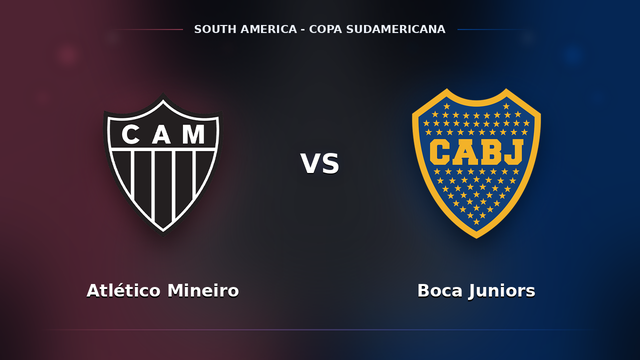 SOUTH AMERICA - COPA SUDAMERICANA
CAM
CABJ
VS
Atlético Mineiro
Boca Juniors